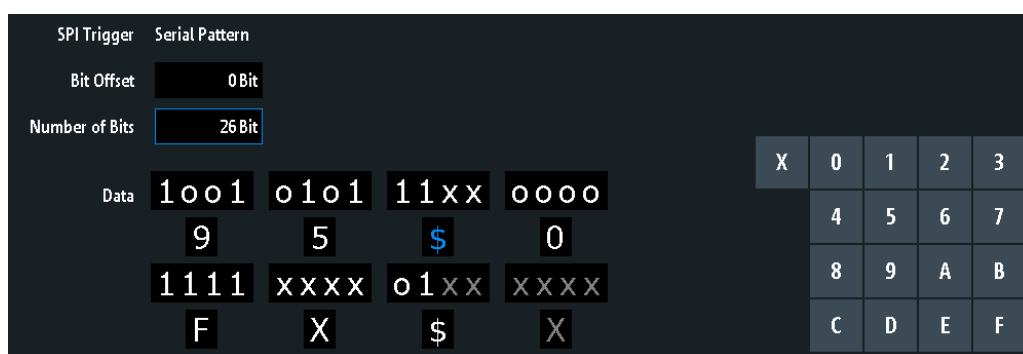 SPI Trigger Serial Pattern
Bit Offset 0 Bit
Number of Bits 26 Bit
X 0 1 2 3
Data 1oo1 o1o1 11xx oooo
4 5 6 7
9 5 $ 0
8 9 A B
1111 xxxx o1xx xxxx
C D E F
F X $ X